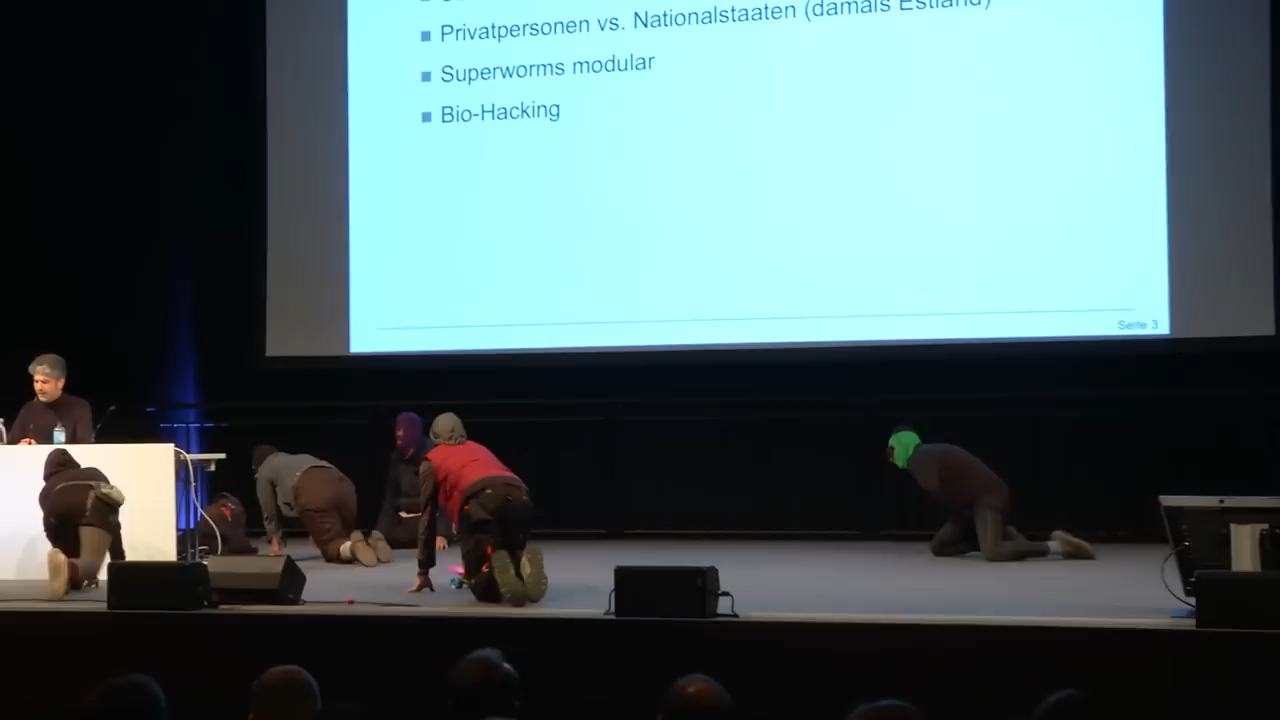 Privatpersonen vs. Nationalstaaten (damals Estland)
Superworms modular
Bio-Hacking
Seite 3